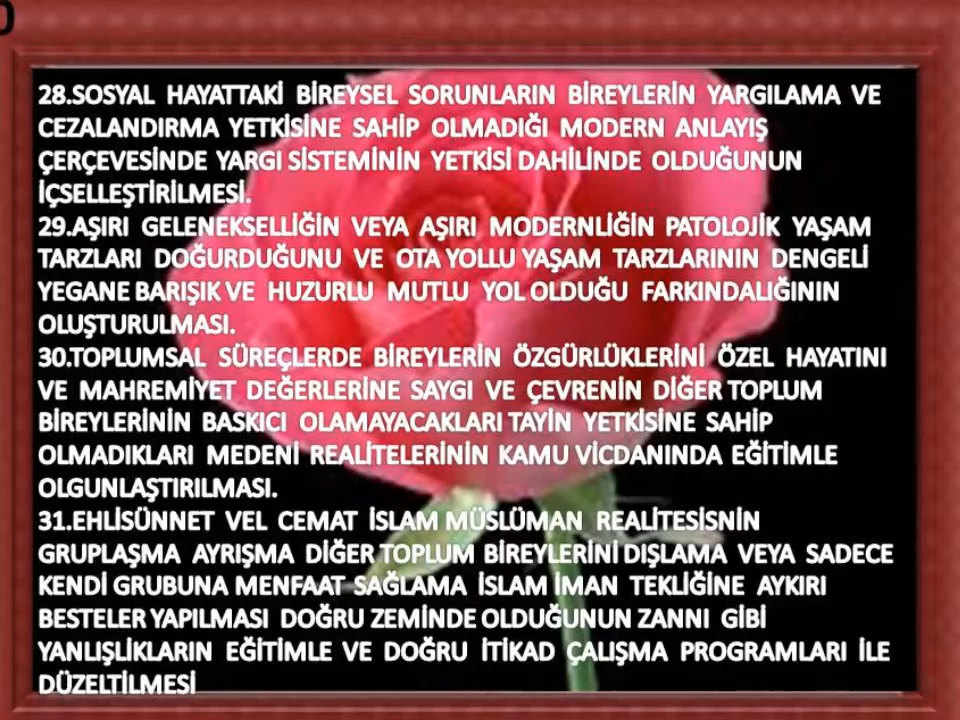 28.SOSYAL HAYATTAKİ BİREYSEL SORUNLARIN BİREYLERİN YARGILAMA VE
CEZALANDIRMA YETKİSİNE SAHİP OLMADIĞI MODERN ANLAYIŞ
ÇERÇEVESİNDE YARGI SİSTEMİNİN YETKİSİ DAHİLİNDE OLDUĞUNUN
İÇSELLEŞTİRİLMESİ.
29.AŞIRI GELENEKSELLİĞİN VEYA AŞIRI MODERNLİĞİN PATOLOJİK YAŞAM
TARZLARI DOĞURDUĞUNU VE OTA YOLLU YAŞAM TARZLARININ DENGELİ
YEGANE BARIŞIK VE HUZURLU MUTLU YOL OLDUĞU FARKINDALIĞININ
OLUŞTURULMASI.
30.TOPLUMSAL SÜREÇLERDE BİREYLERİN ÖZGÜRLÜKLERİNİ ÖZEL HAYATINI
VE MAHREMİYET DEĞERLERİNE SAYGI VE ÇEVRENİN DİĞER TOPLUM
BİREYLERİNİN BASKICI OLAMAYACAKLARI TAYİN YETKİSİNE SAHİP
OLMADIKLARI MEDENİ REALİTELERİNİN KAMU VİCDANINDA EĞİTİMLE
OLGUNLAŞTIRILMASI.
31.EHLİSÜNNET VEL CEMAT İSLAM MÜSLÜMAN REALİTESİSNİN
GRUPLAŞMA AYRIŞMA DİĞER TOPLUM BİREYLERİNİ DIŞLAMA VEYA SADECE
KENDİ GRUBUNA MENFAAT SAĞLAMA İSLAM İMAN TEKLİĞİNE AYKIRI
BESTELER YAPILMASI DOĞRU ZEMİNDE OLDUĞUNUN ZANNI GİBİ
YANLIŞLIKLARIN EĞİTİMLE VE DOĞRU İTİKAD ÇALIŞMA PROGRAMLARI İLE
DÜZELTİLMESİ